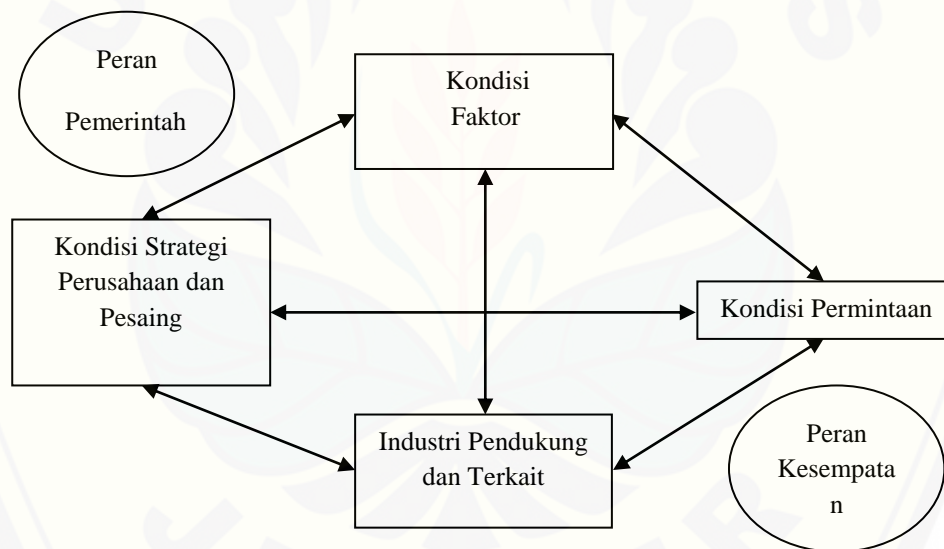 Peran
Pemerintah
Kondisi
Faktor
Kondisi Strategi
Perusahaan dan
Pesaing
Kondisi Permintaan
Industri Pendukung
dan Terkait
Peran
Kesempata
n